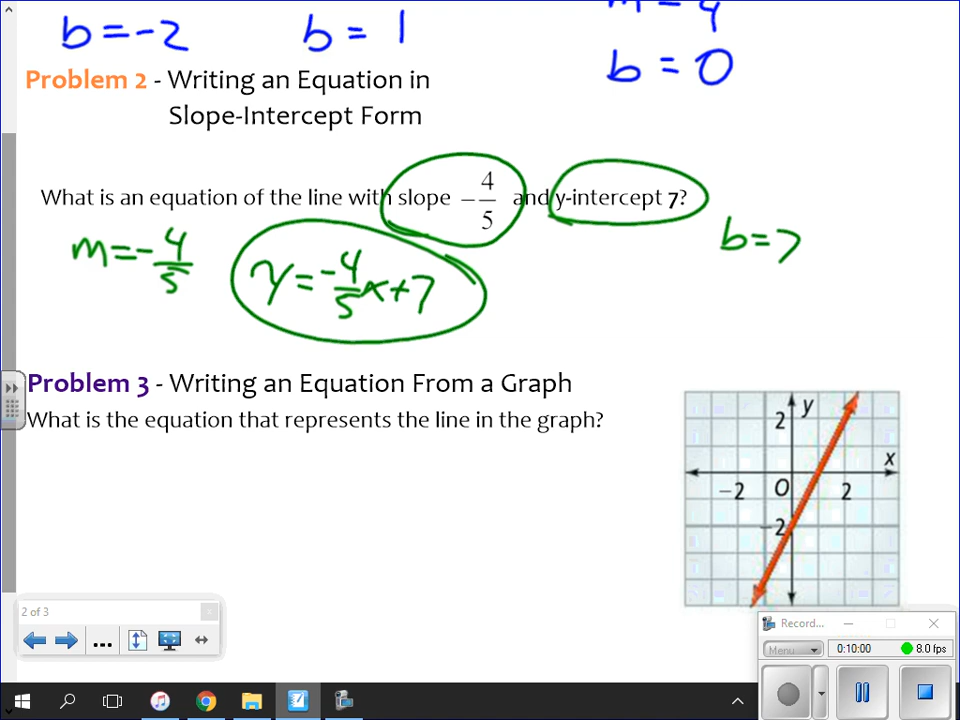 m = 4
b = -2
b = 1
b = 0
Problem 2 - Writing an Equation in
Slope-Intercept Form
What is an equation of the line with slope -4/5 and y-intercept 7?
m = -4/5
y = -4/5x+7
b = 7
Problem 3 - Writing an Equation From a Graph
What is the equation that represents the line in the graph?
y
2
x
-2
O
2
-2
2 of 3
...
Record...
Menu
0:10:00
8.0 fps